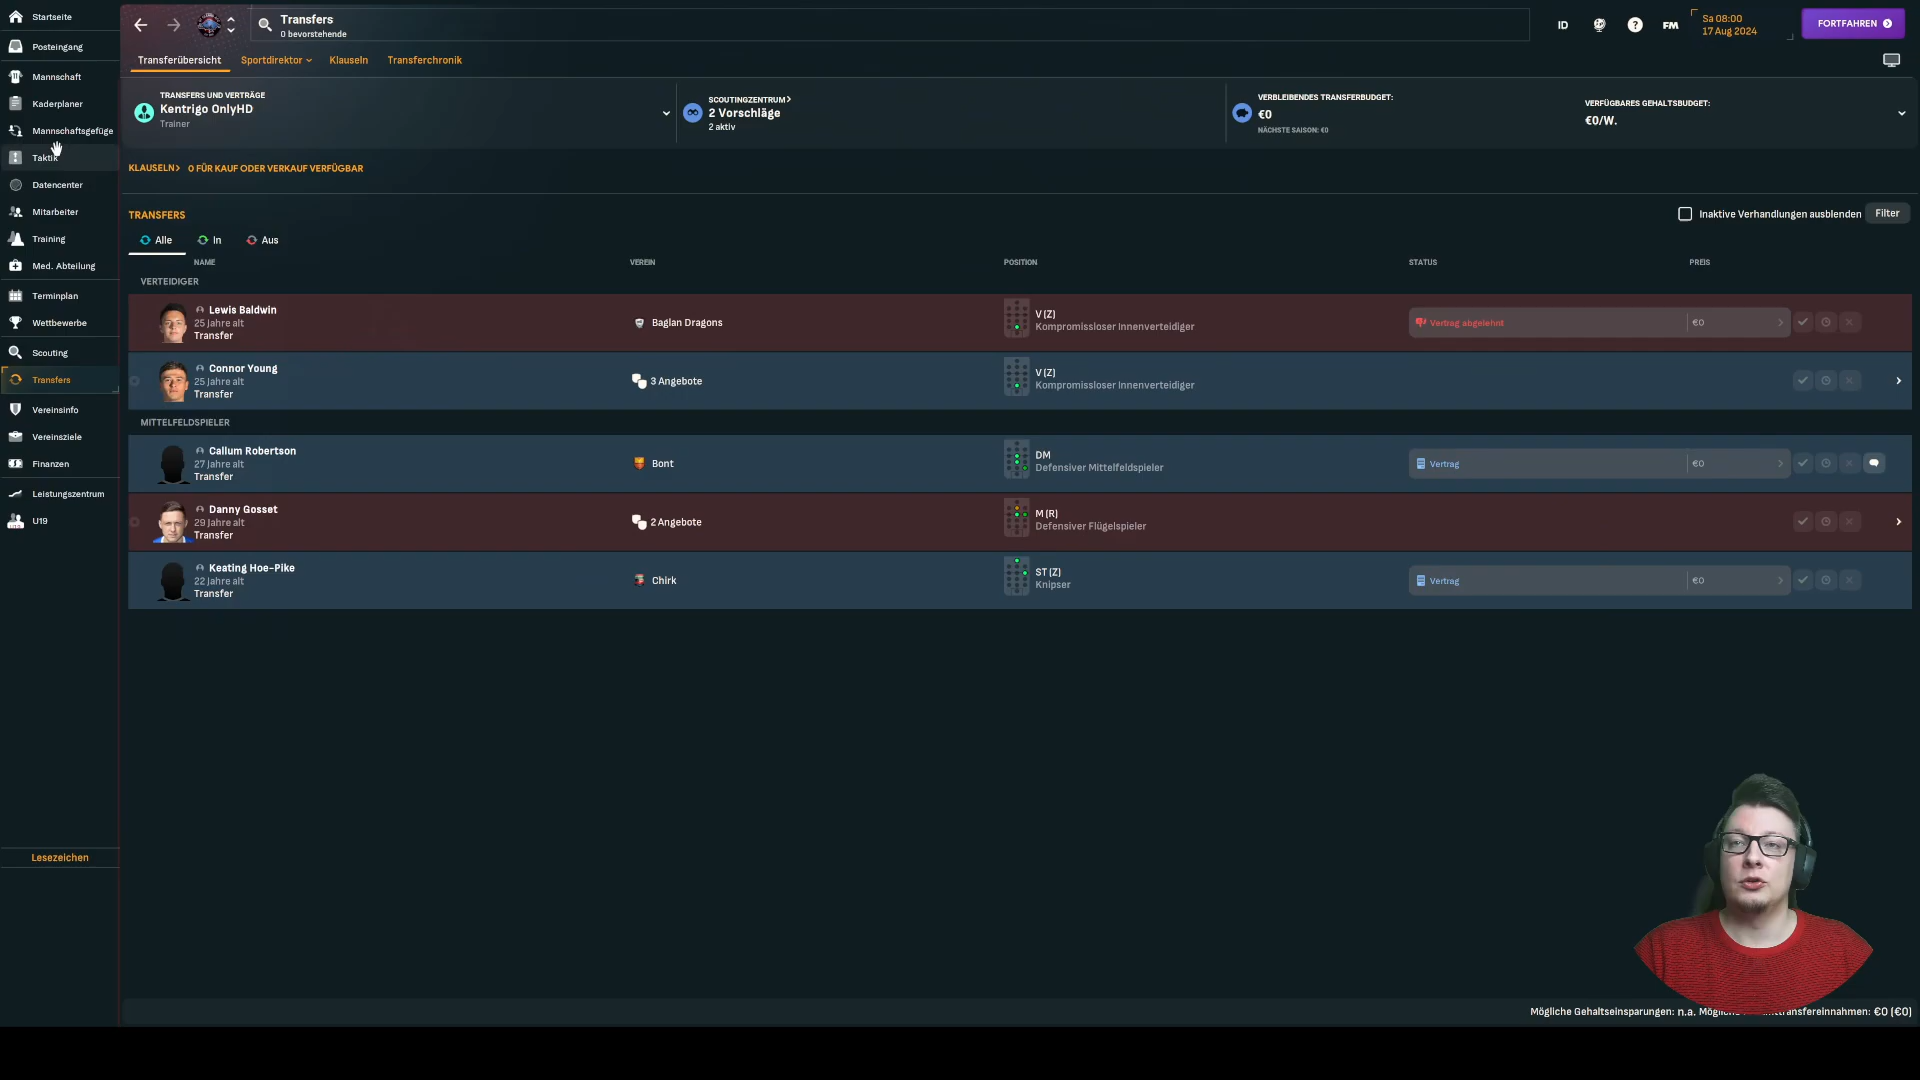 Startseite
Posteingang
Mannschaft
Kaderplaner
Mannschaftsgefüge
Taktik
Datencenter
Mitarbeiter
Training
Med. Abteilung
Terminplan
Wettbewerbe
Scouting
Transfers
Vereinsinfo
Vereinsziele
Finanzen
Leistungszentrum
U19
Lesezeichen
Transfers
0 bevorstehende
ID
?
FM
Sa 08:00
17 Aug 2024
FORTFAHREN
Transferübersicht
Sportdirektor
Klauseln
Transferchronik
TRANSFERS UND VERTRÄGE
Kentrigo OnlyHD
Trainer
SCOUTINGZENTRUM
2 Vorschläge
2 aktiv
VERBLEIBENDES TRANSFERBUDGET:
€0
NÄCHSTE SAISON: €0
VERFÜGBARES GEHALTSBUDGET:
€0/W.
KLAUSELN> 0 FÜR KAUF ODER VERKAUF VERFÜGBAR
TRANSFERS
Inaktive Verhandlungen ausblenden
Filter
Alle
In
Aus
NAME VEREIN POSITION STATUS PREIS
VERTEIDIGER
Lewis Baldwin
25 Jahre alt
Transfer
Baglan Dragons
V (Z)
Kompromissloser Innenverteidiger
Vertrag abgelehnt
€0
Connor Young
25 Jahre alt
Transfer
3 Angebote
V (Z)
Kompromissloser Innenverteidiger
MITTELFELDSPIELER
Callum Robertson
27 Jahre alt
Transfer
Bont
DM
Defensiver Mittelfeldspieler
Vertrag
€0
Danny Gosset
29 Jahre alt
Transfer
2 Angebote
M (R)
Defensiver Flügelspieler
Keating Hoe-Pike
22 Jahre alt
Transfer
Chirk
ST (Z)
Knipser
Vertrag
€0
Mögliche Gehaltseinsparungen: n.a. €0 (€0)